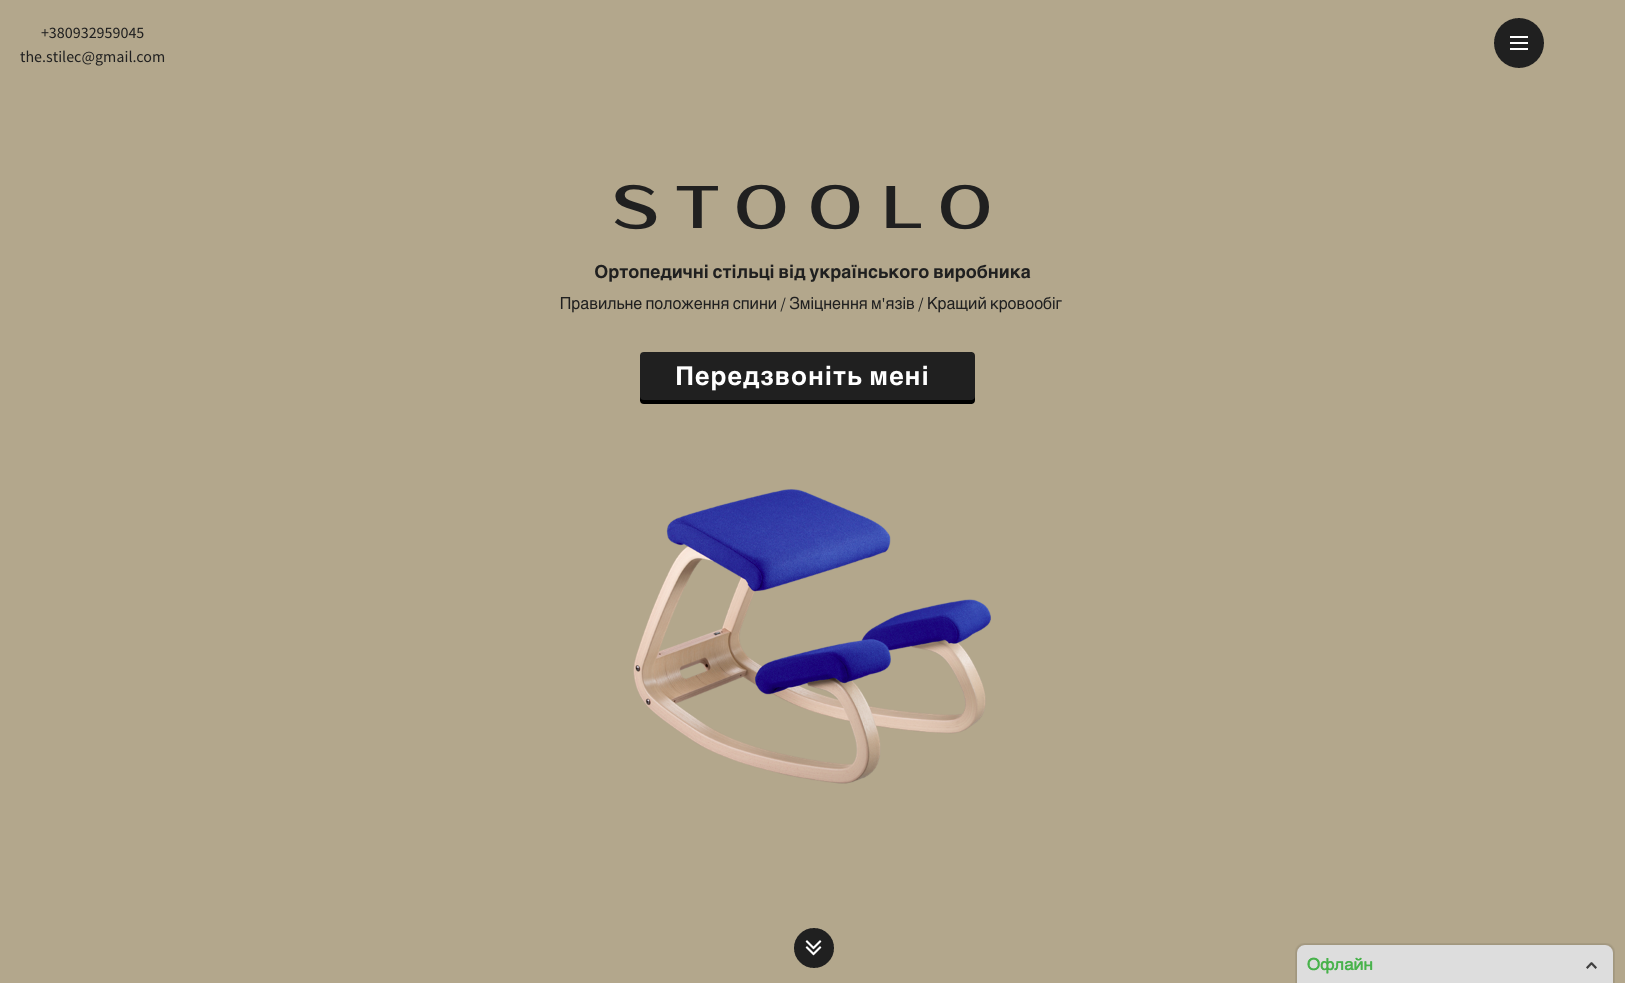 +380932959045
the.stilec@gmail.com
STOOLO
Ортопедичні стільці від українського виробника
Правильне положення спини / Зміцнення м'язів / Кращий кровообіг
Передзвоніть мені
Офлайн